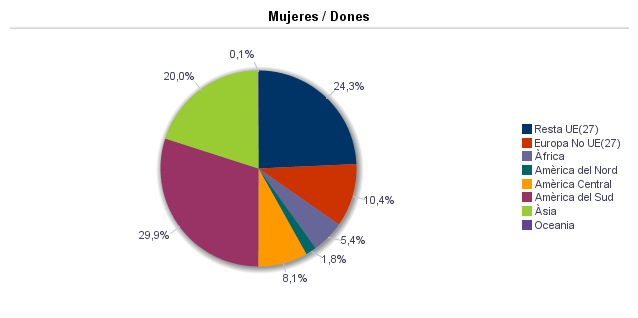 Mujeres / Dones
0,1%
20,0%
24,3%
10,4%
5,4%
1,8%
8,1%
29,9%
Resta UE(27)
Europa No UE(27)
Àfrica
Amèrica del Nord
Amèrica Central
Amèrica del Sud
Àsia
Oceania